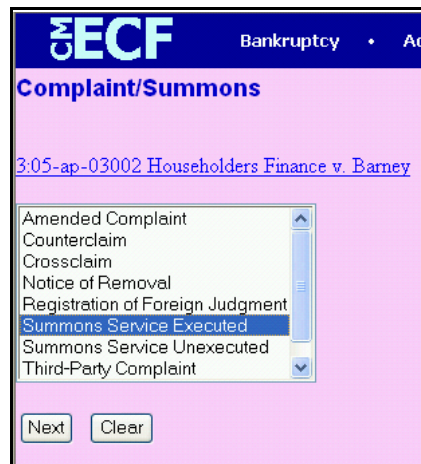 CM ECF Bankruptcy • Ad
Complaint/Summons
3:05-ap-03002 Householders Finance v. Barney
Amended Complaint
Counterclaim
Crossclaim
Notice of Removal
Registration of Foreign Judgment
Summons Service Executed
Summons Service Unexecuted
Third-Party Complaint
Next Clear